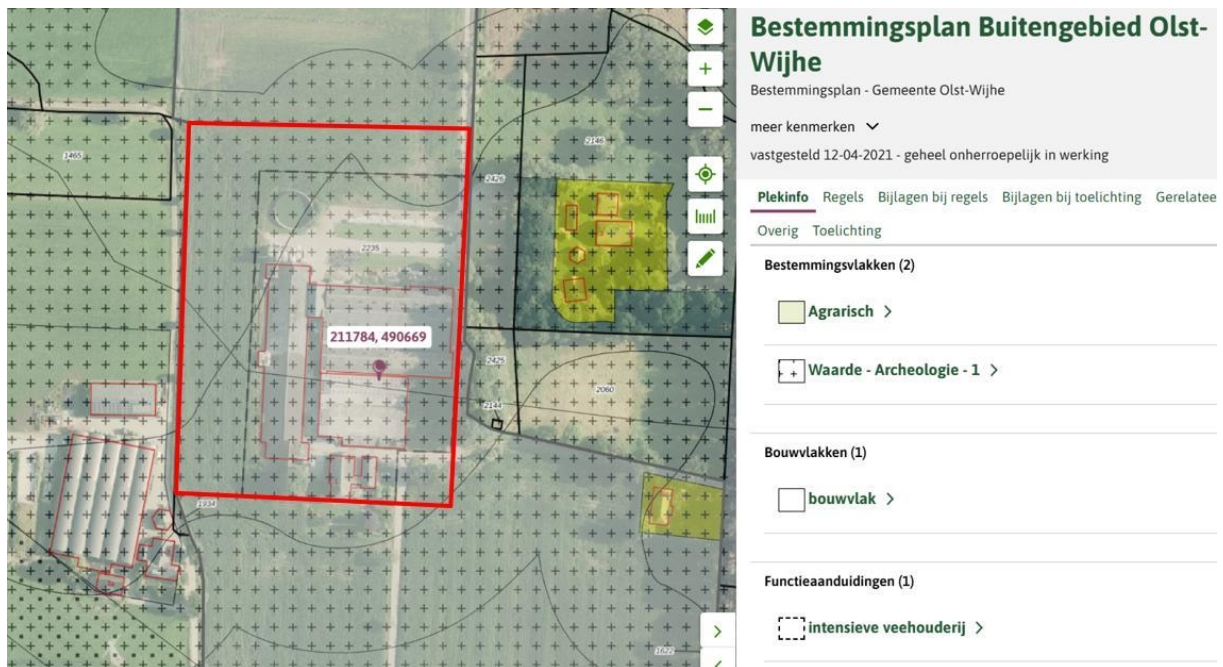 Bestemmingsplan Buitengebied Olst-
Wijhe
Bestemmingsplan - Gemeente Olst-Wijhe
meer kenmerken
vastgesteld 12-04-2021 - geheel onherroepelijk in werking
Plekinfo Regels Bijlagen bij regels Bijlagen bij toelichting Gerelatee
Overig Toelichting
Bestemmingsvlakken (2)
Agrarisch >
Waarde - Archeologie - 1 >
Bouwvlakken (1)
bouwvlak >
Functieaanduidingen (1)
intensieve veehouderij >
1465
2146
2426
2235
211784, 490669
2425
2060
2144
1934
1622